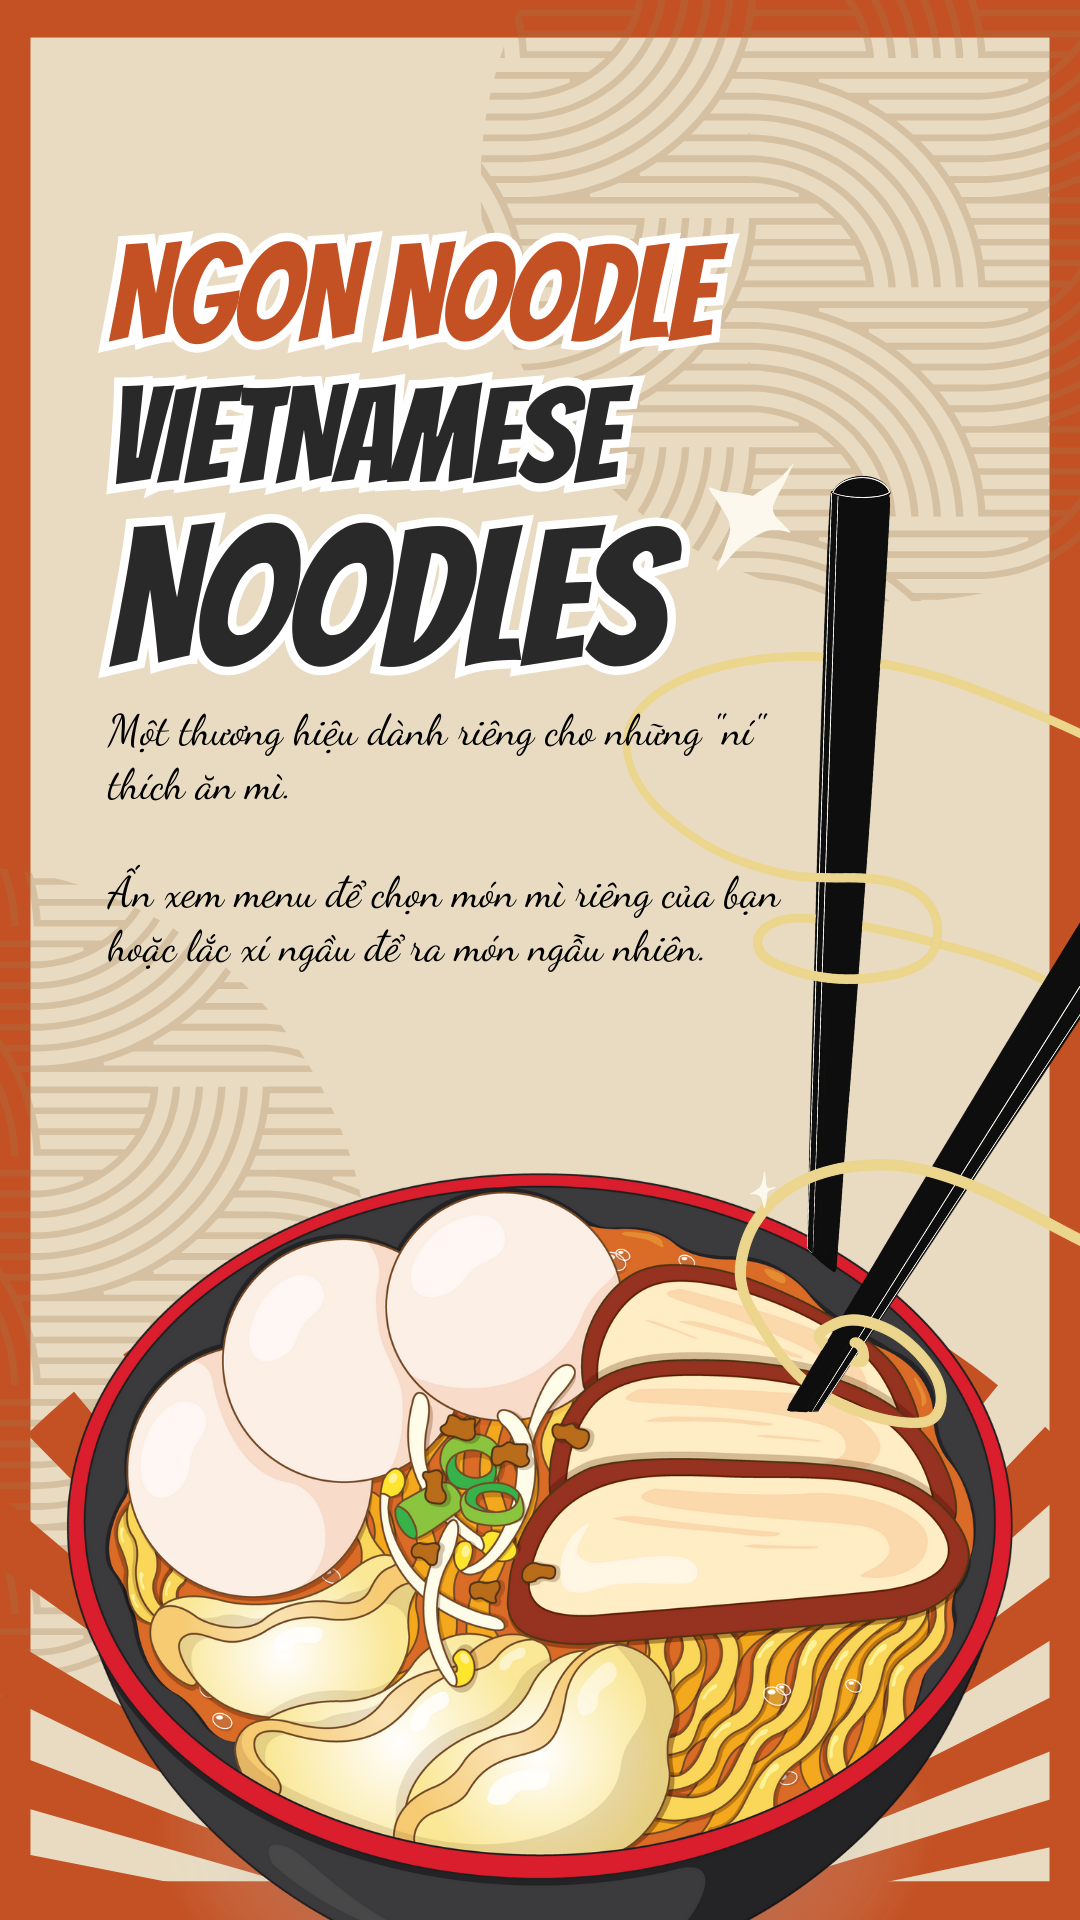 NGON NOODLE
VIETNAMESE
NOODLES
Một thương hiệu dành riêng cho những "ní"
thích ăn mì.
Ấn xem menu để chọn món mì riêng của bạn
hoặc lắc xí ngầu để ra món ngẫu nhiên.